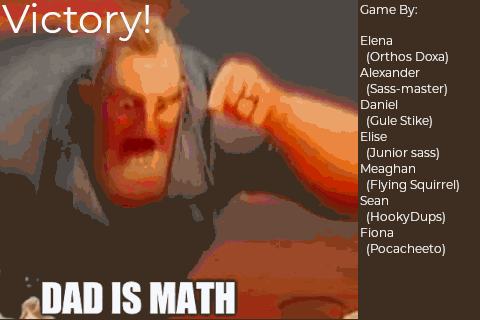 Victory!
DAD IS MATH
Game By:
Elena
(Orthos Doxa)
Alexander
(Sass-master)
Daniel
(Gule Stike)
Elise
(Junior sass)
Meaghan
(Flying Squirrel)
Sean
(HookyDups)
Fiona
(Pocacheeto)